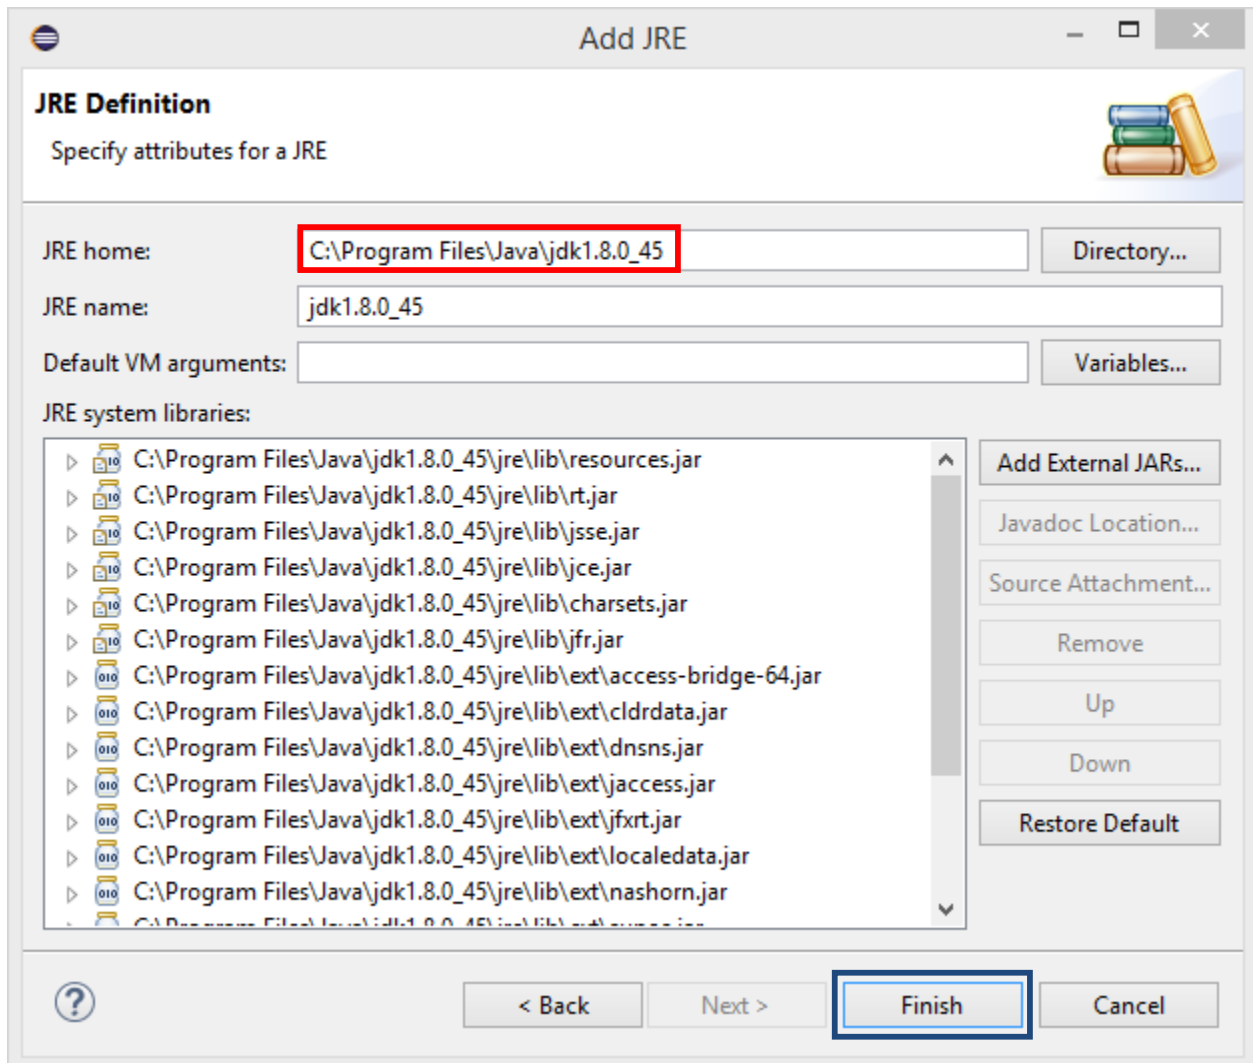 Add JRE
JRE Definition
Specify attributes for a JRE
JRE home: C:\Program Files\Java\jdk1.8.0_45 Directory...
JRE name: jdk1.8.0_45
Default VM arguments: Variables...
JRE system libraries:
C:\Program Files\Java\jdk1.8.0_45\jre\lib\resources.jar
C:\Program Files\Java\jdk1.8.0_45\jre\lib\rt.jar
C:\Program Files\Java\jdk1.8.0_45\jre\lib\jsse.jar
C:\Program Files\Java\jdk1.8.0_45\jre\lib\jce.jar
C:\Program Files\Java\jdk1.8.0_45\jre\lib\charsets.jar
C:\Program Files\Java\jdk1.8.0_45\jre\lib\jfr.jar
C:\Program Files\Java\jdk1.8.0_45\jre\lib\ext\access-bridge-64.jar
C:\Program Files\Java\jdk1.8.0_45\jre\lib\ext\cldrdata.jar
C:\Program Files\Java\jdk1.8.0_45\jre\lib\ext\dnsns.jar
C:\Program Files\Java\jdk1.8.0_45\jre\lib\ext\jaccess.jar
C:\Program Files\Java\jdk1.8.0_45\jre\lib\ext\jfxrt.jar
C:\Program Files\Java\jdk1.8.0_45\jre\lib\ext\localedata.jar
C:\Program Files\Java\jdk1.8.0_45\jre\lib\ext\nashorn.jar
Add External JARs...
Javadoc Location...
Source Attachment...
Remove
Up
Down
Restore Default
? < Back Next > Finish Cancel